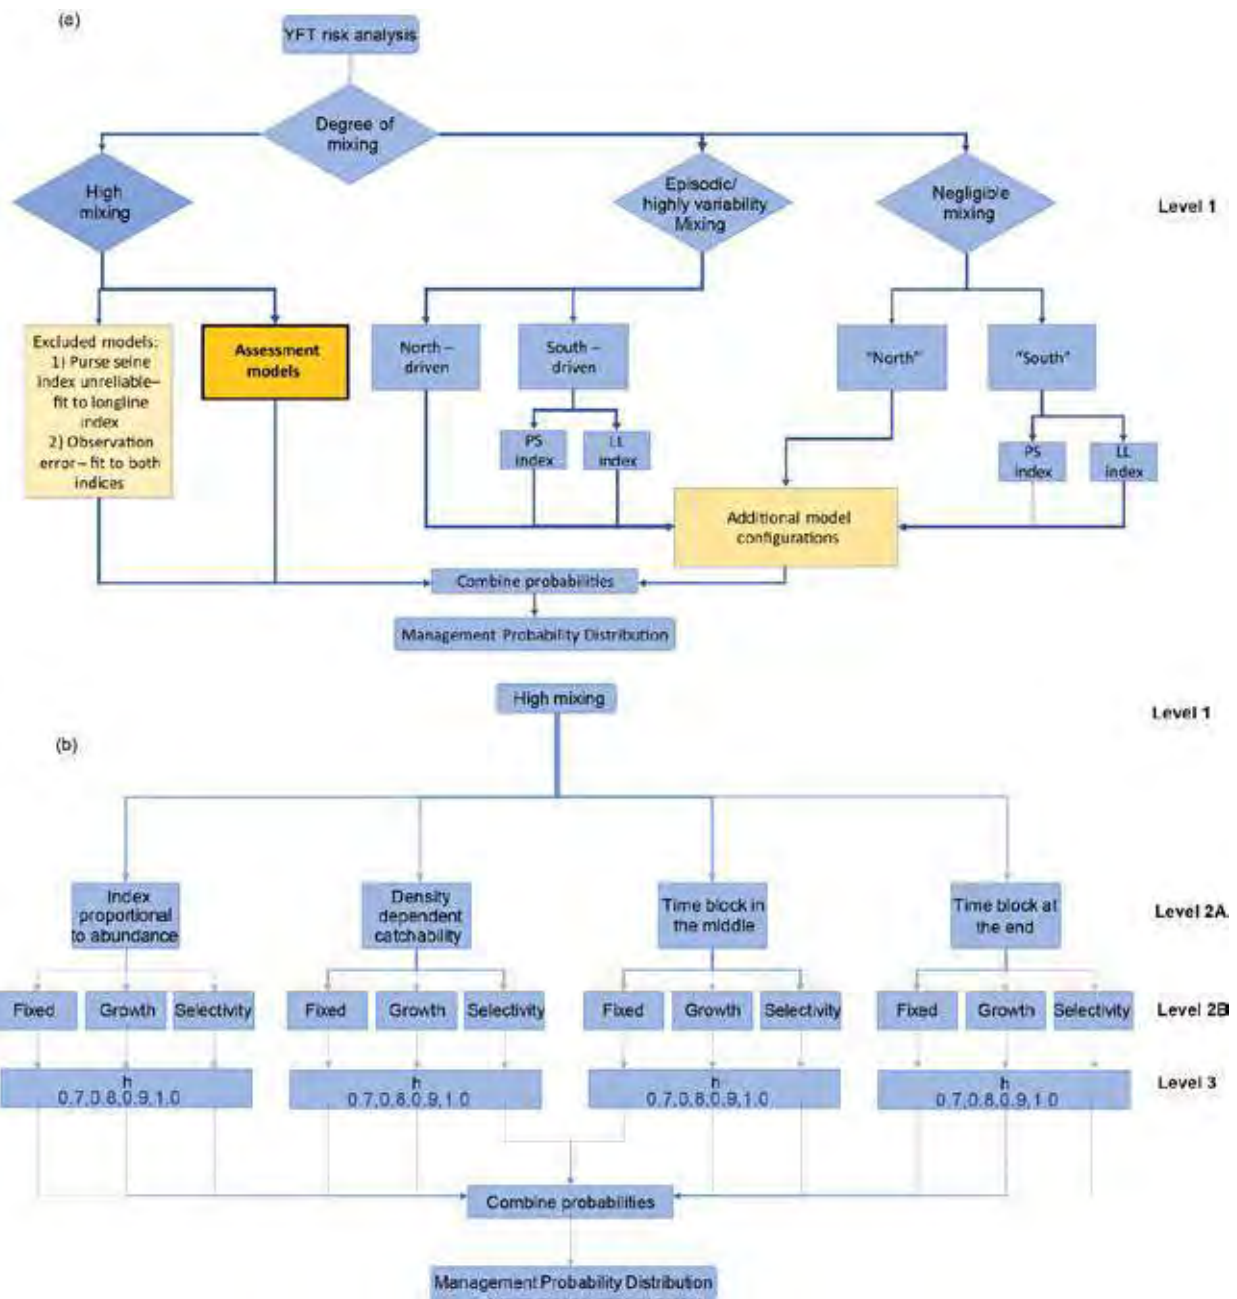 (a)
YFT risk analysis
Degree of
mixing
High
mixing
Episodic/
highly variability
Mixing
Negligible
mixing
Level 1
Excluded models:
1) Purse seine
index unreliable–
fit to longline
index
2) Observation
error – fit to both
indices
Assessment
models
North –
driven
South –
driven
"North"
"South"
PS
index
LL
index
PS
index
LL
index
Additional model
configurations
Combine probabilities
Management Probability Distribution
High mixing
Level 1
(b)
Index
proportional
to abundance
Density
dependent
catchability
Time block in
the middle
Time block at
the end
Level 2A.
Fixed
Growth
Selectivity
Fixed
Growth
Selectivity
Fixed
Growth
Selectivity
Fixed
Growth
Selectivity
Level 2B
h
0.7,0.8,0.9,1.0
h
0.7,0.8,0.9,1.0
h
0.7,0.8,0.9,1.0
h
0.7,0.8,0.9,1.0
Level 3
Combine probabilities
Management Probability Distribution